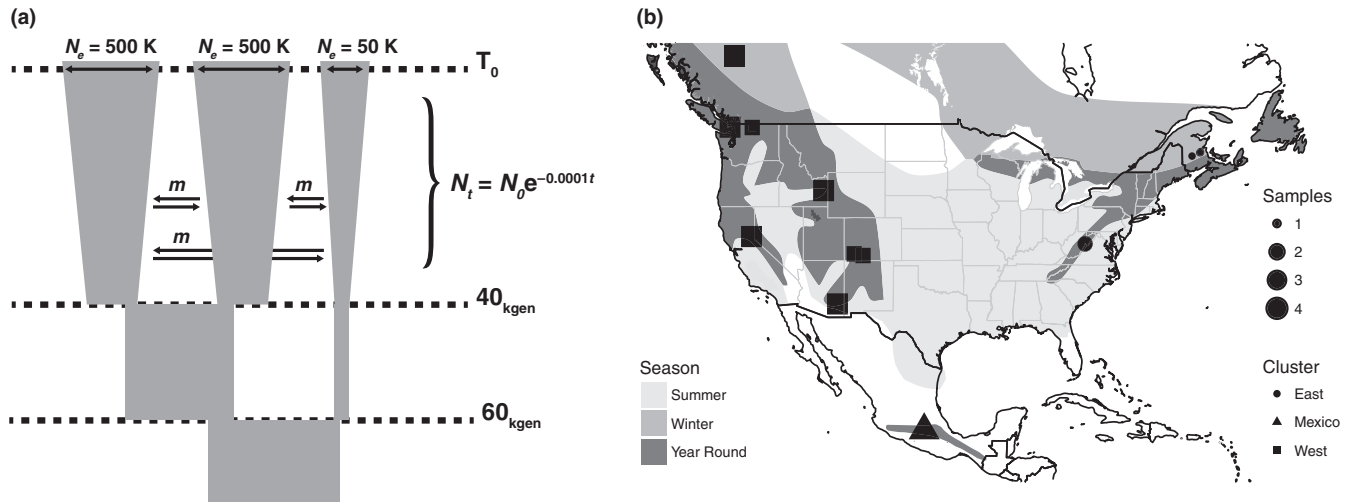 (a)
Ne = 500 K
Ne = 500 K
Ne = 50 K
T0
m
m
Nt = N0e−0.0001t
m
40kgen
60kgen
(b)
Samples
1
2
3
4
Season
Summer
Winter
Year Round
Cluster
East
Mexico
West